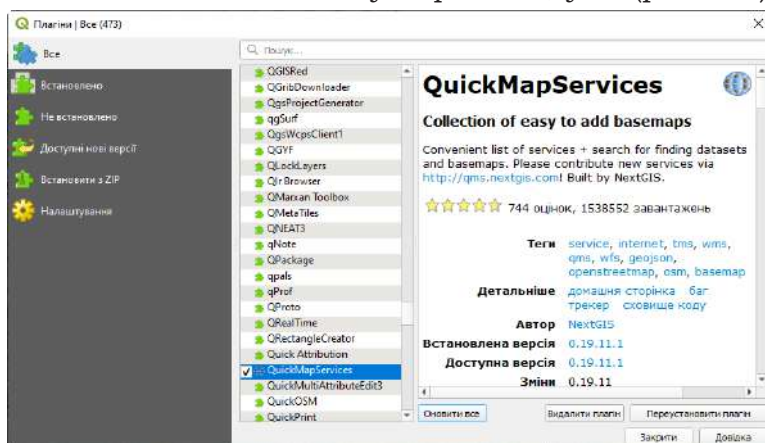 Плагіни | Все (473)
Все
Встановлено
Не встановлено
Доступні нові версії
Встановити з ZIP
Налаштування
Пошук...
QGISRed
QGribDownloader
QgsProjectGenerator
qgSurf
QgsWcpsClient1
QGYF
QLockLayers
Qlr Browser
QMarxan Toolbox
QMetaTiles
QNEAT3
qNote
QPackage
qpals
qProf
QProto
QRealTime
QRectangleCreator
Quick Attribution
QuickMapServices
QuickMultiAttributeEdit3
QuickOSM
QuickPrint
QuickMapServices
Collection of easy to add basemaps
Convenient list of services + search for finding datasets
and basemaps. Please contribute new services via
http://qms.nextgis.com! Built by NextGIS.
744 оцінок, 1538552 завантажень
Теги service, internet, tms, wms,
qms, wfs, geojson,
openstreetmap, osm, basemap
Детальніше домашня сторінка баг
трекер сховище коду
Автор NextGIS
Встановлена версія 0.19.11.1
Доступна версія 0.19.11.1
Зміни 0.19.11
Оновити все Видалити плагін Переустановити плагін
Закрити Довідка